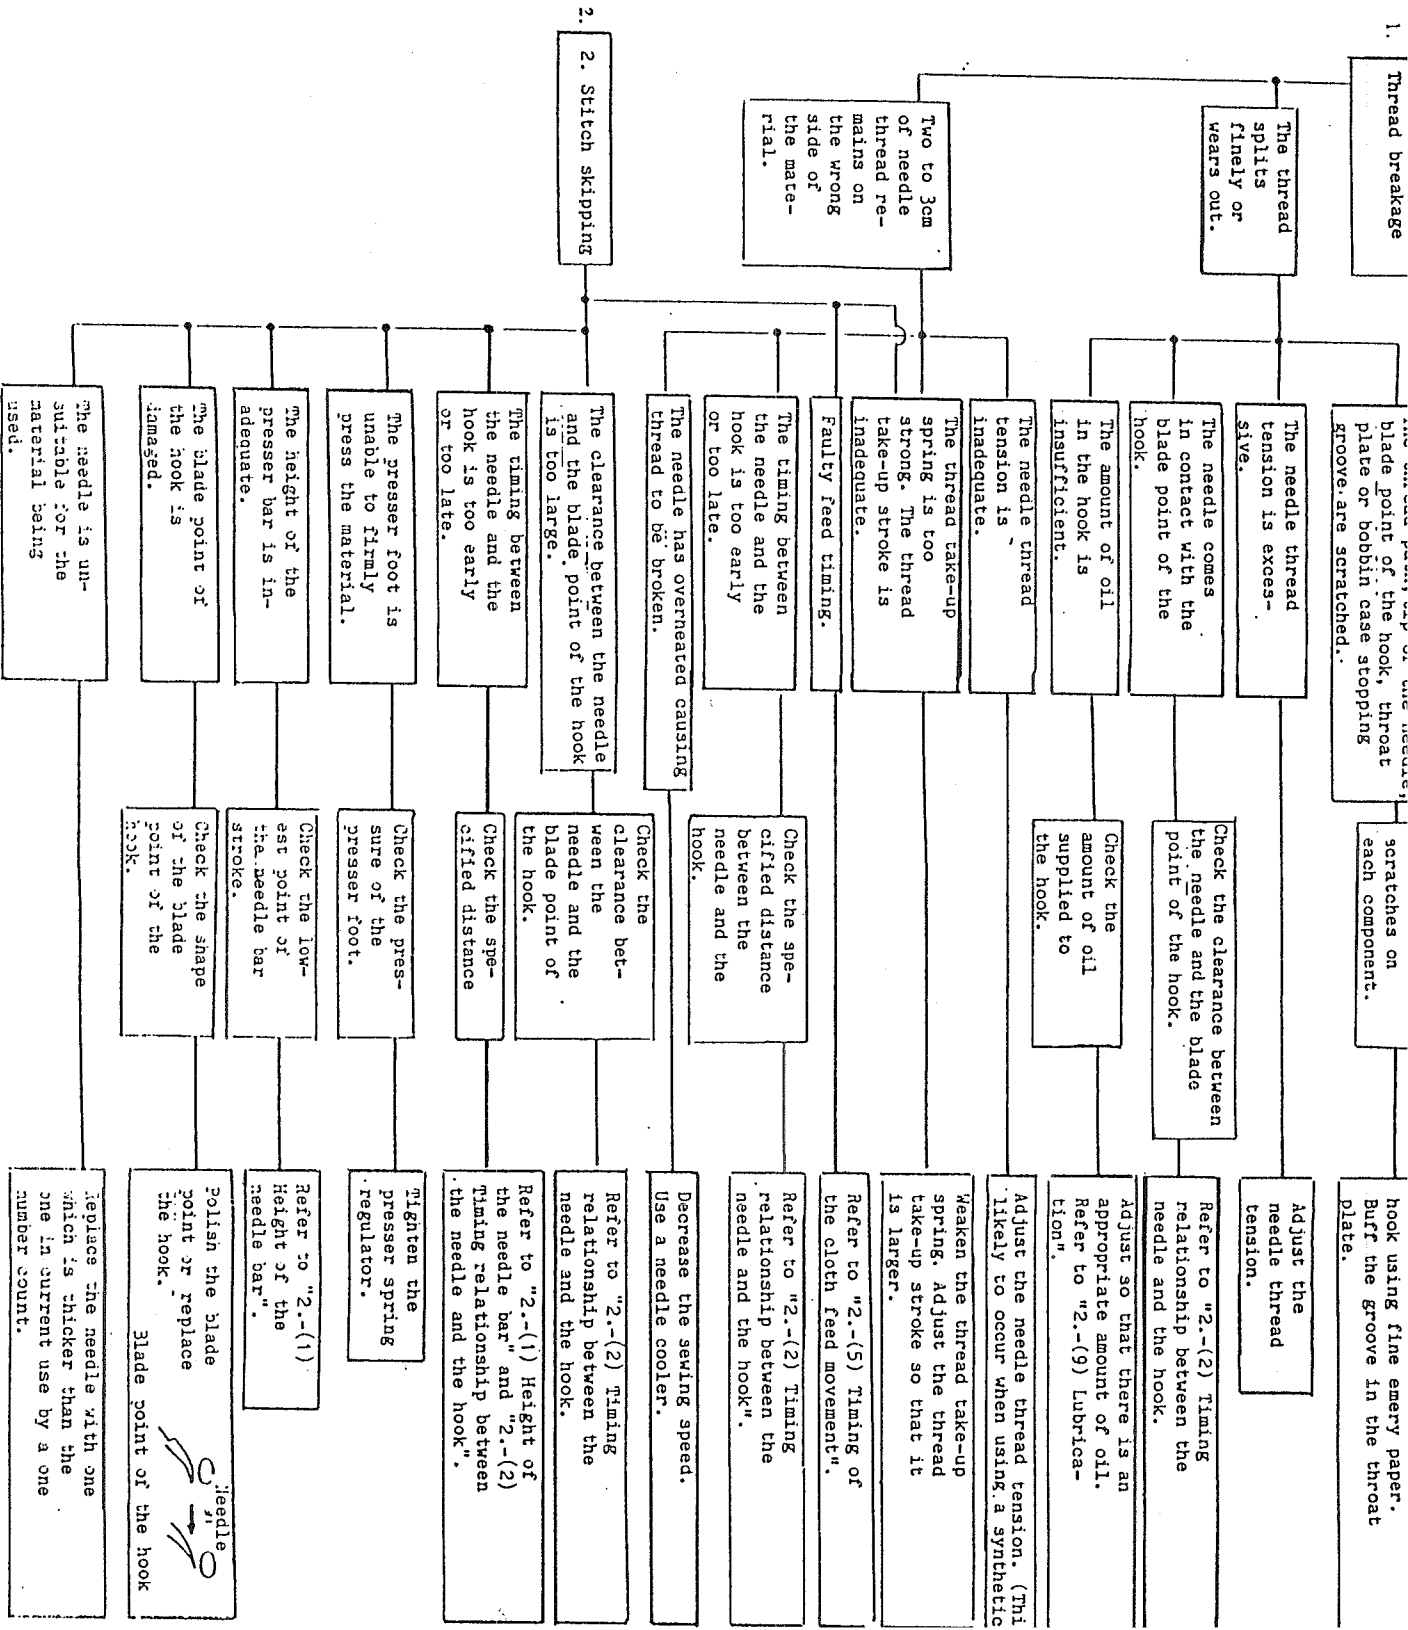 1.
Thread breakage
The thread
splits
finely or
wears out.
blade point of the hook, throat
plate or bobbin case stopping
groove are scratched.
scratches on
each component.
hook using fine emery paper.
Buff the groove in the throat
plate.
The needle thread
tension is exces-
sive.
Adjust the
needle thread
tension.
The needle comes
in contact with the
blade point of the
hook.
Check the clearance between
the needle and the blade
point of the hook.
Refer to "2.-(2) Timing
relationship between the
needle and the hook.
The amount of oil
in the hook is
insufficient.
Check the
amount of oil
supplied to
the hook.
Adjust so that there is an
appropriate amount of oil.
Refer to "2.-(9) Lubrica-
tion".
Two to 3cm
of needle
thread re-
mains on
the wrong
side of
the mate-
rial.
The needle thread
tension is
inadequate.
Adjust the needle thread tension. (Thi
likely to occur when using a synthetic
The thread take-up
spring is too
strong. The thread
take-up stroke is
inadequate.
Weaken the thread take-up
spring. Adjust the thread
take-up stroke so that it
is larger.
Faulty feed timing.
Refer to "2.-(5) Timing of
the cloth feed movement".
The timing between
the needle and the
hook is too early
or too late.
Check the spe-
cified distance
between the
needle and the
hook.
Refer to "2.-(2) Timing
relationship between the
needle and the hook".
The needle has overheated causing
thread to be broken.
Decrease the sewing speed.
Use a needle cooler.
2.
2. Stitch skipping
The clearance between the needle
and the blade point of the hook
is too large.
Check the
clearance bet-
ween the
needle and the
blade point of
the hook.
Refer to "2.-(2) Timing
relationship between the
needle and the hook.
The timing between
the needle and the
hook is too early
or too late.
Check the spe-
cified distance
Refer to "2.-(1) Height of
the needle bar" and "2.-(2)
Timing relationship between
the needle and the hook".
The presser foot is
unable to firmly
press the material.
Check the pres-
sure of the
presser foot.
Tighten the
presser spring
regulator.
The height of the
presser bar is in-
adequate.
Check the low-
est point of
the needle bar
stroke.
Refer to "2.-(1)
Height of the
needle bar".
The blade point of
the hook is
damaged.
Check the shape
of the blade
point of the
hook.
Polish the blade
point or replace
the hook.
Needle
Blade point of the hook
The needle is un-
suitable for the
material being
used.
Replace the needle with one
which is thicker than the
one in current use by a one
number count.